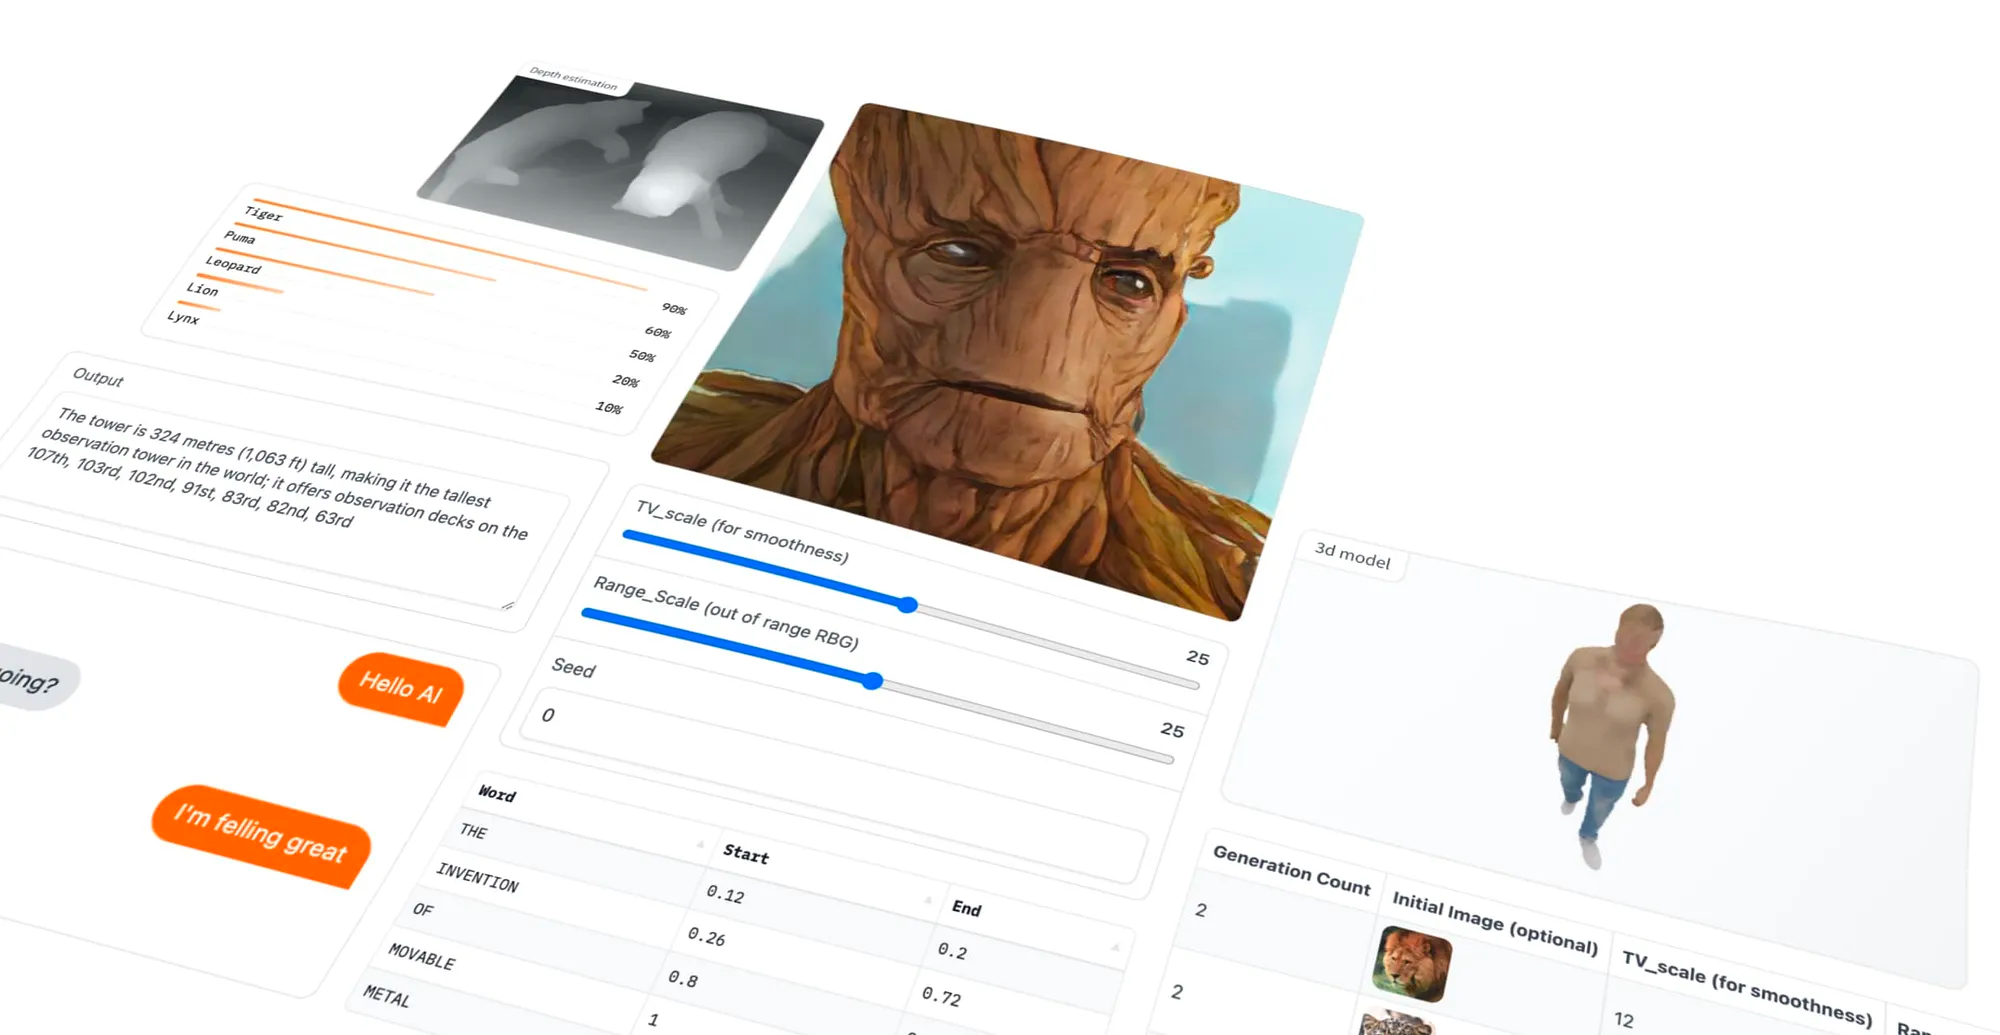 Depth estimation
Tiger
90%
Puma
60%
Leopard
50%
Lion
20%
Lynx
10%
Output
The tower is 324 metres (1,063 ft) tall, making it the tallest
observation tower in the world; it offers observation decks on the
107th, 103rd, 102nd, 91st, 83rd, 82nd, 63rd
oing?
Hello AI
I'm felling great
TV_scale (for smoothness)
25
Range_Scale (out of range RBG)
25
Seed
0
Word Start End
THE 0.12 0.2
INVENTION 0.26 0.72
OF 0.8
MOVABLE 1
METAL
3d model
Generation Count Initial Image (optional) TV_scale (for smoothness) Ran
2 12
2